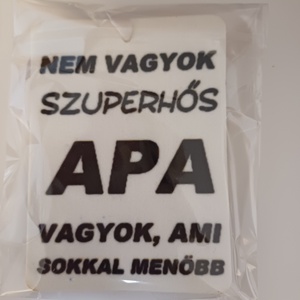 NEM VAGYOK
SZUPERHŐS
APA
VAGYOK, AMI
SOKKAL MENŐBB